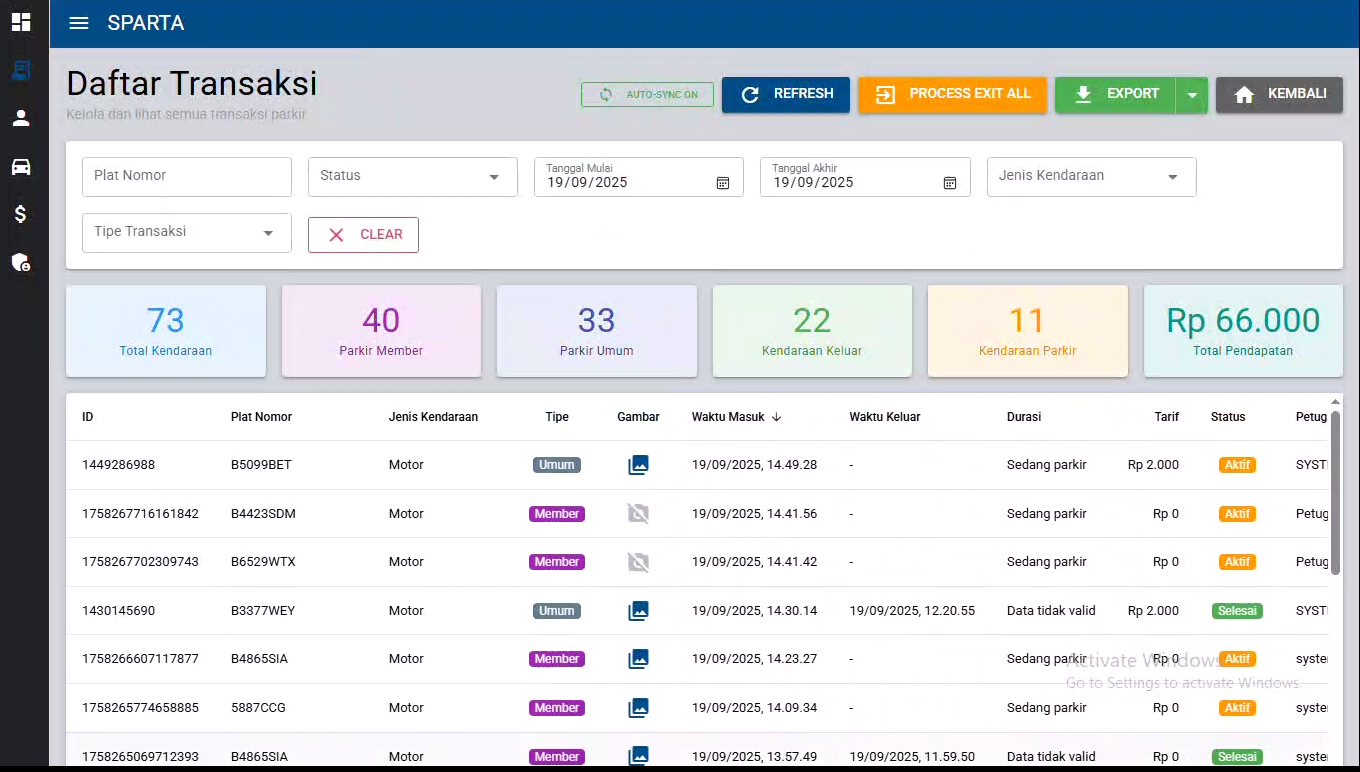 SPARTA
Daftar Transaksi
Kelola dan lihat semua transaksi parkir
AUTO-SYNC ON
REFRESH
PROCESS EXIT ALL
EXPORT
KEMBALI
Plat Nomor
Status
Tanggal Mulai
19/09/2025
Tanggal Akhir
19/09/2025
Jenis Kendaraan
Tipe Transaksi
CLEAR
73
Total Kendaraan
40
Parkir Member
33
Parkir Umum
22
Kendaraan Keluar
11
Kendaraan Parkir
Rp 66.000
Total Pendapatan
ID Plat Nomor Jenis Kendaraan Tipe Gambar Waktu Masuk Waktu Keluar Durasi Tarif Status Petug
1449286988 B5099BET Motor Umum 19/09/2025, 14.49.28 - Sedang parkir Rp 2.000 Aktif SYST
1758267716161842 B4423SDM Motor Member 19/09/2025, 14.41.56 - Sedang parkir Rp 0 Aktif Petug
1758267702309743 B6529WTX Motor Member 19/09/2025, 14.41.42 - Sedang parkir Rp 0 Aktif Petug
1430145690 B3377WEY Motor Umum 19/09/2025, 14.30.14 19/09/2025, 12.20.55 Data tidak valid Rp 2.000 Selesai SYST
1758266607117877 B4865SIA Motor Member 19/09/2025, 14.23.27 - Sedang parkir Rp 0 Aktif syste
1758265774658885 5887CCG Motor Member 19/09/2025, 14.09.34 - Sedang parkir Rp 0 Aktif syste
1758265069712393 B4865SIA Motor Member 19/09/2025, 13.57.49 19/09/2025, 11.59.50 Data tidak valid Rp 0 Selesai syste
Activate Windows
Go to Settings to activate Windows.